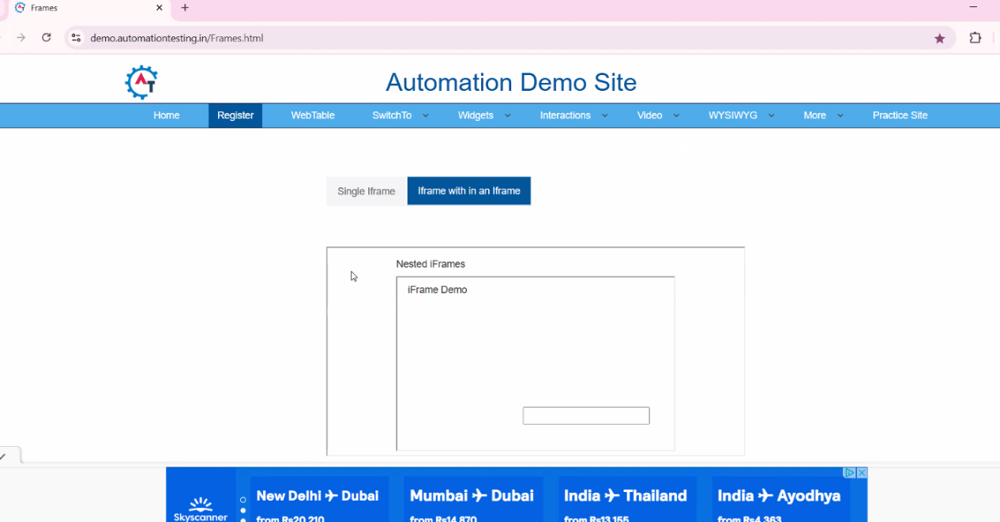 Frames
demo.automationtesting.in/Frames.html
AT
Automation Demo Site
Home Register WebTable SwitchTo Widgets Interactions Video WYSIWYG More Practice Site
Single Iframe Iframe with in an Iframe
Nested iFrames
iFrame Demo
New Delhi ✈ Dubai Mumbai ✈ Dubai India ✈ Thailand India ✈ Ayodhya
Skyscanner from Rs20,210 from Rs14,870 from Rs13,155 from Rs4,363